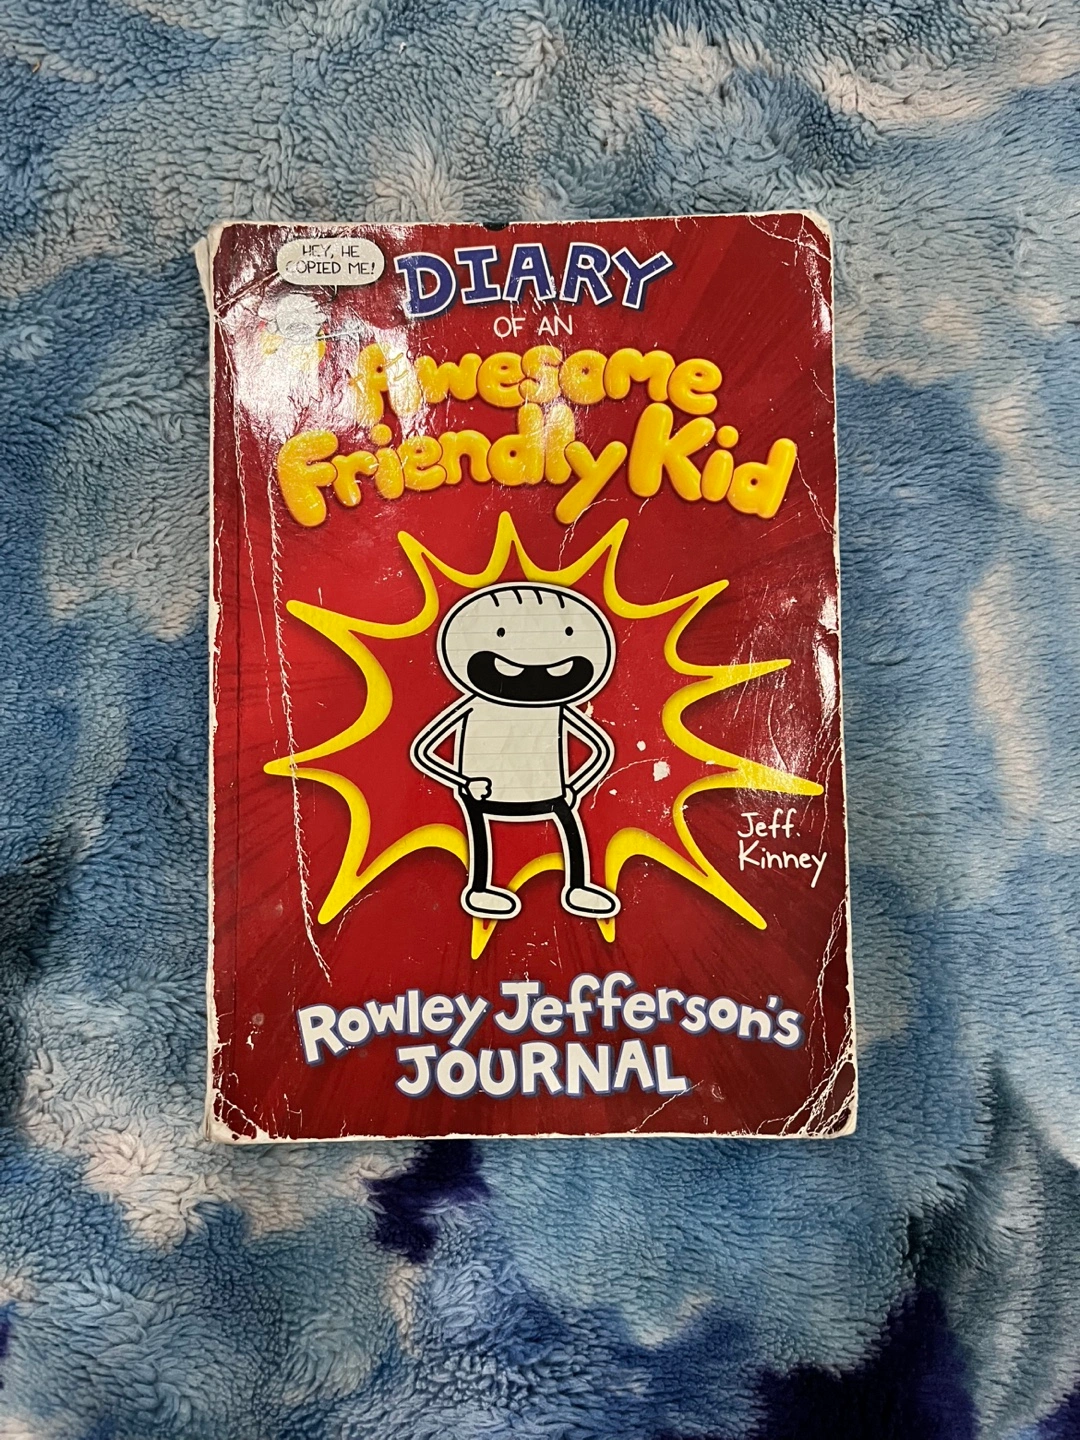 HEY, HE
COPIED ME!
DIARY
OF AN
Awesome
Friendly Kid
Jeff
Kinney
Rowley Jefferson's
JOURNAL